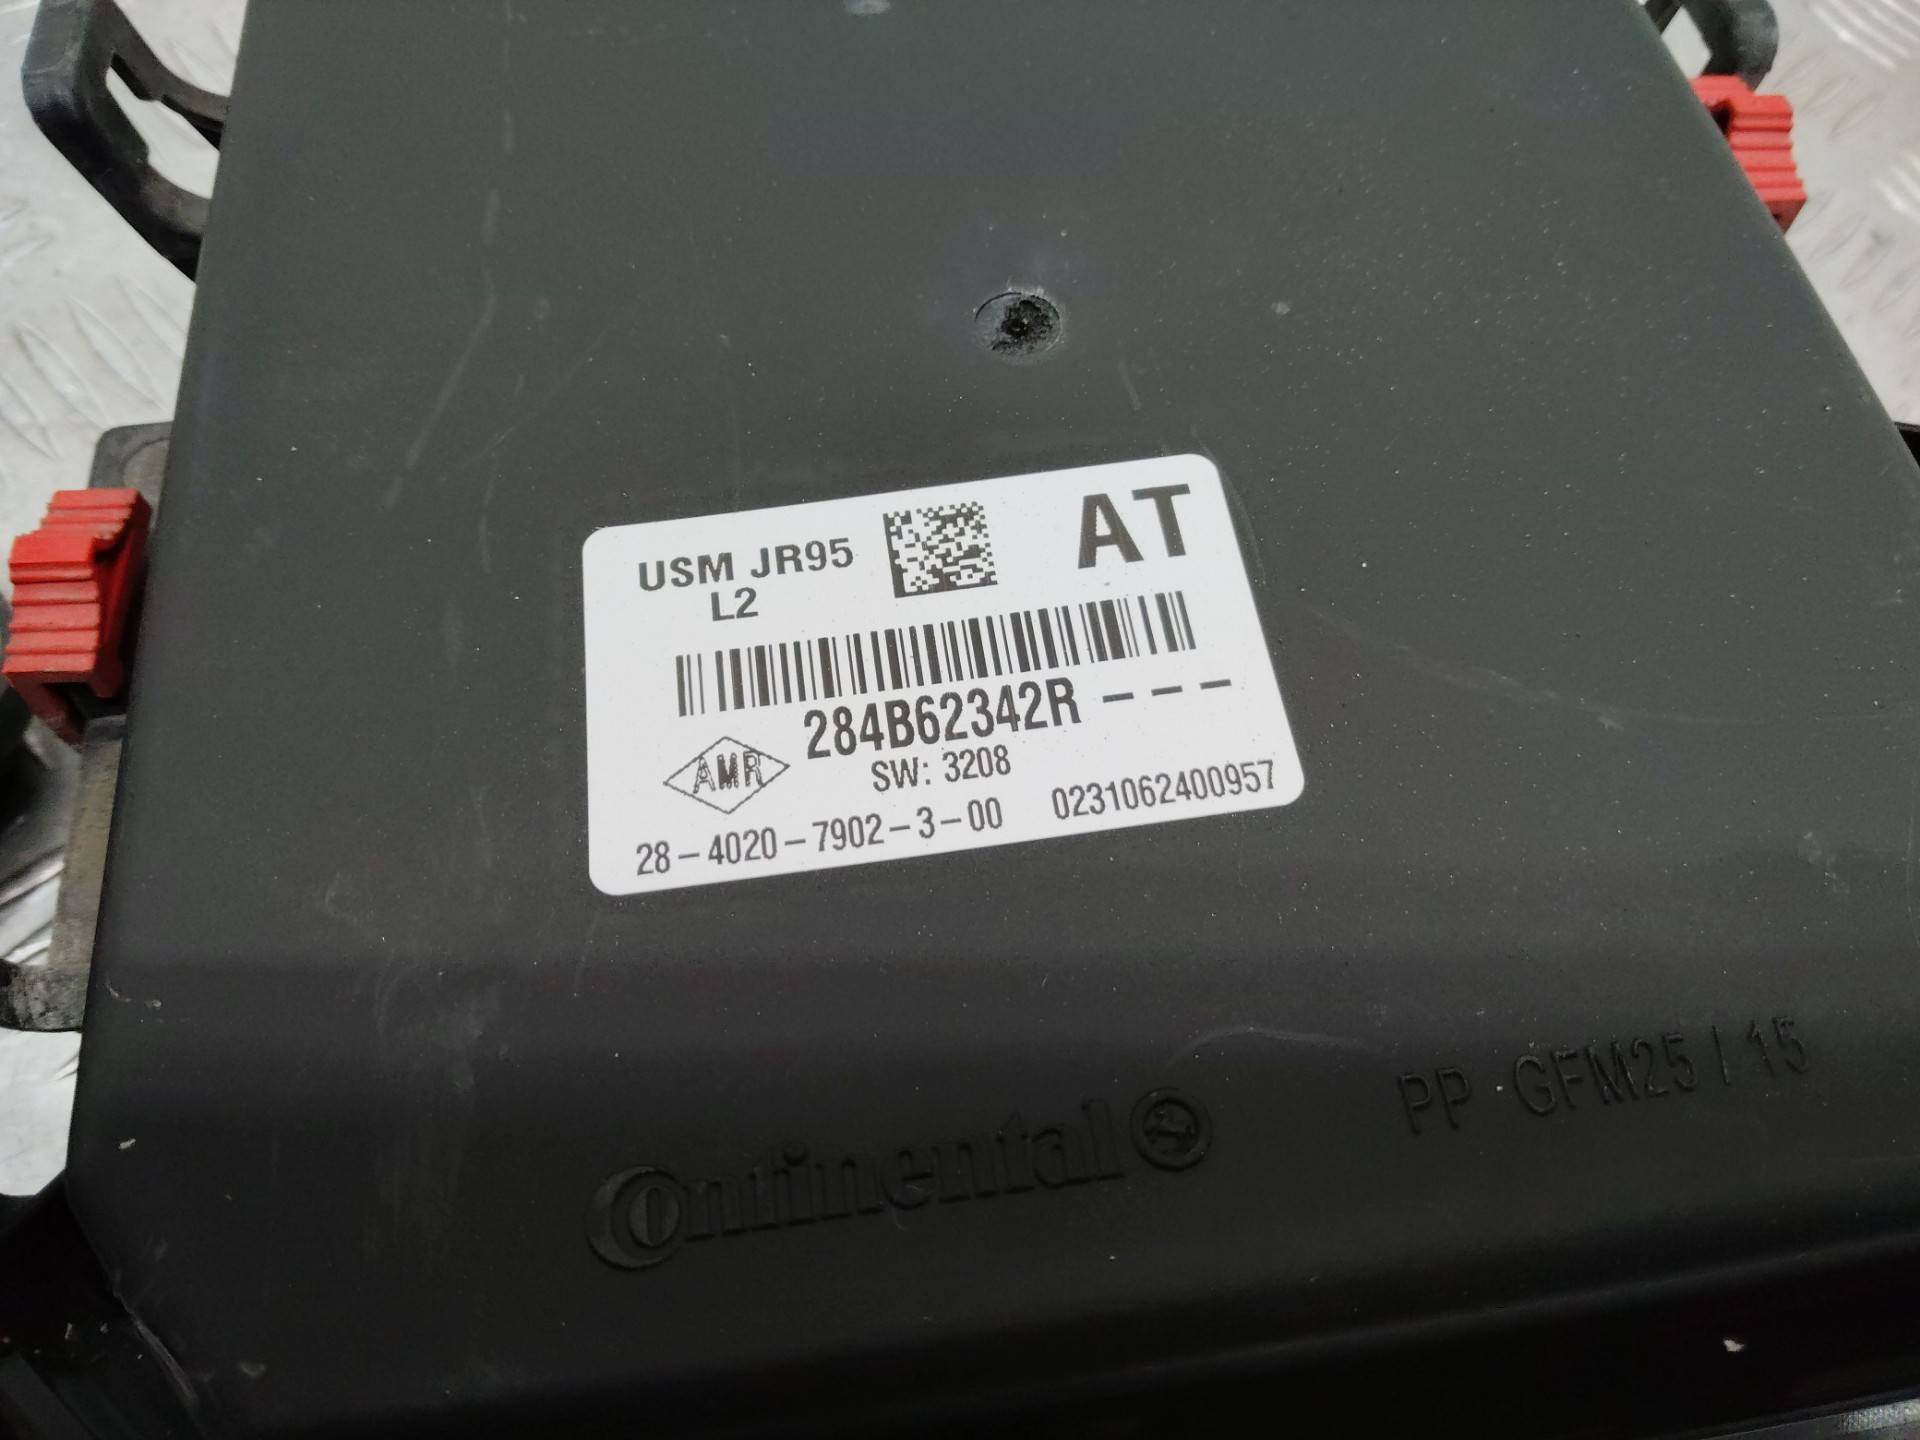 USM JR95
L2
AT
284B62342R---
AMR
SW: 3208
28-4020-7902-3-00 0231062400957
Continental
PP GFM25/15